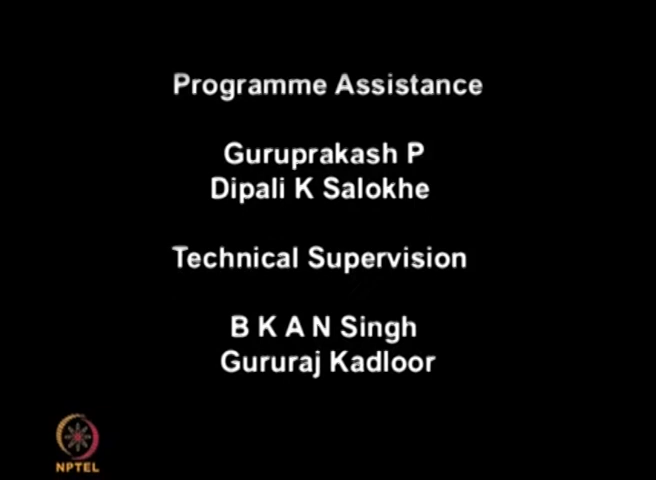 Programme Assistance
Guruprakash P
Dipali K Salokhe
Technical Supervision
B K A N Singh
Gururaj Kadloor
NPTEL